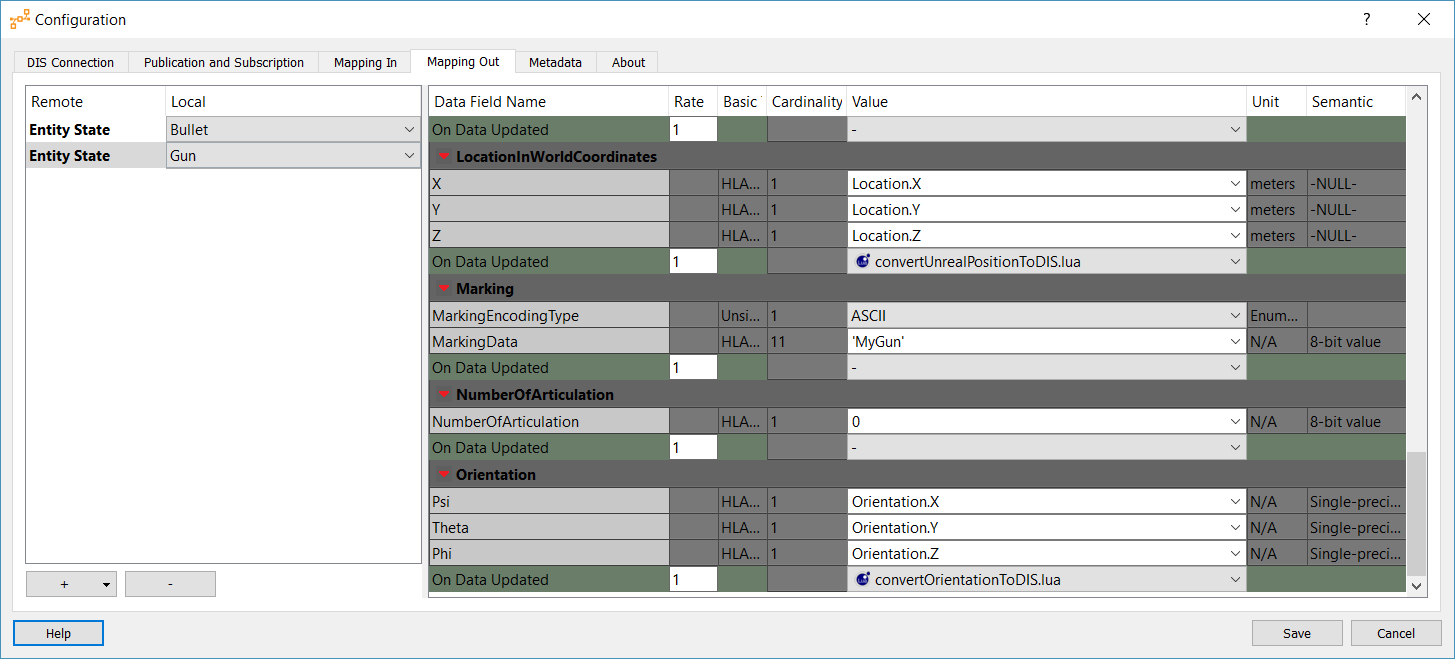 Configuration ?
DIS Connection Publication and Subscription Mapping In Mapping Out Metadata About
Remote Local
Entity State Bullet
Entity State Gun
+ -
Data Field Name Rate Basic Cardinality Value Unit Semantic
On Data Updated 1 -
LocationInWorldCoordinates
X HLA... 1 Location.X meters -NULL-
Y HLA... 1 Location.Y meters -NULL-
Z HLA... 1 Location.Z meters -NULL-
On Data Updated 1 convertUnrealPositionToDIS.lua
Marking
MarkingEncodingType Unsi... 1 ASCII Enum...
MarkingData HLA... 11 'MyGun' N/A 8-bit value
On Data Updated 1 -
NumberOfArticulation
NumberOfArticulation HLA... 1 0 N/A 8-bit value
On Data Updated 1 -
Orientation
Psi HLA... 1 Orientation.X N/A Single-preci...
Theta HLA... 1 Orientation.Y N/A Single-preci...
Phi HLA... 1 Orientation.Z N/A Single-preci...
On Data Updated 1 convertOrientationToDIS.lua
Help Save Cancel